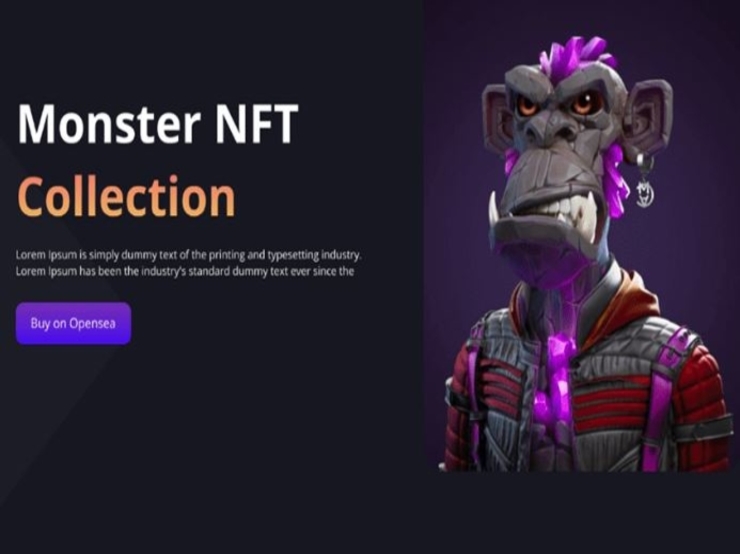 Monster NFT
Collection
Lorem Ipsum is simply dummy text of the printing and typesetting industry.
Lorem Ipsum has been the industry's standard dummy text ever since the
Buy on Opensea